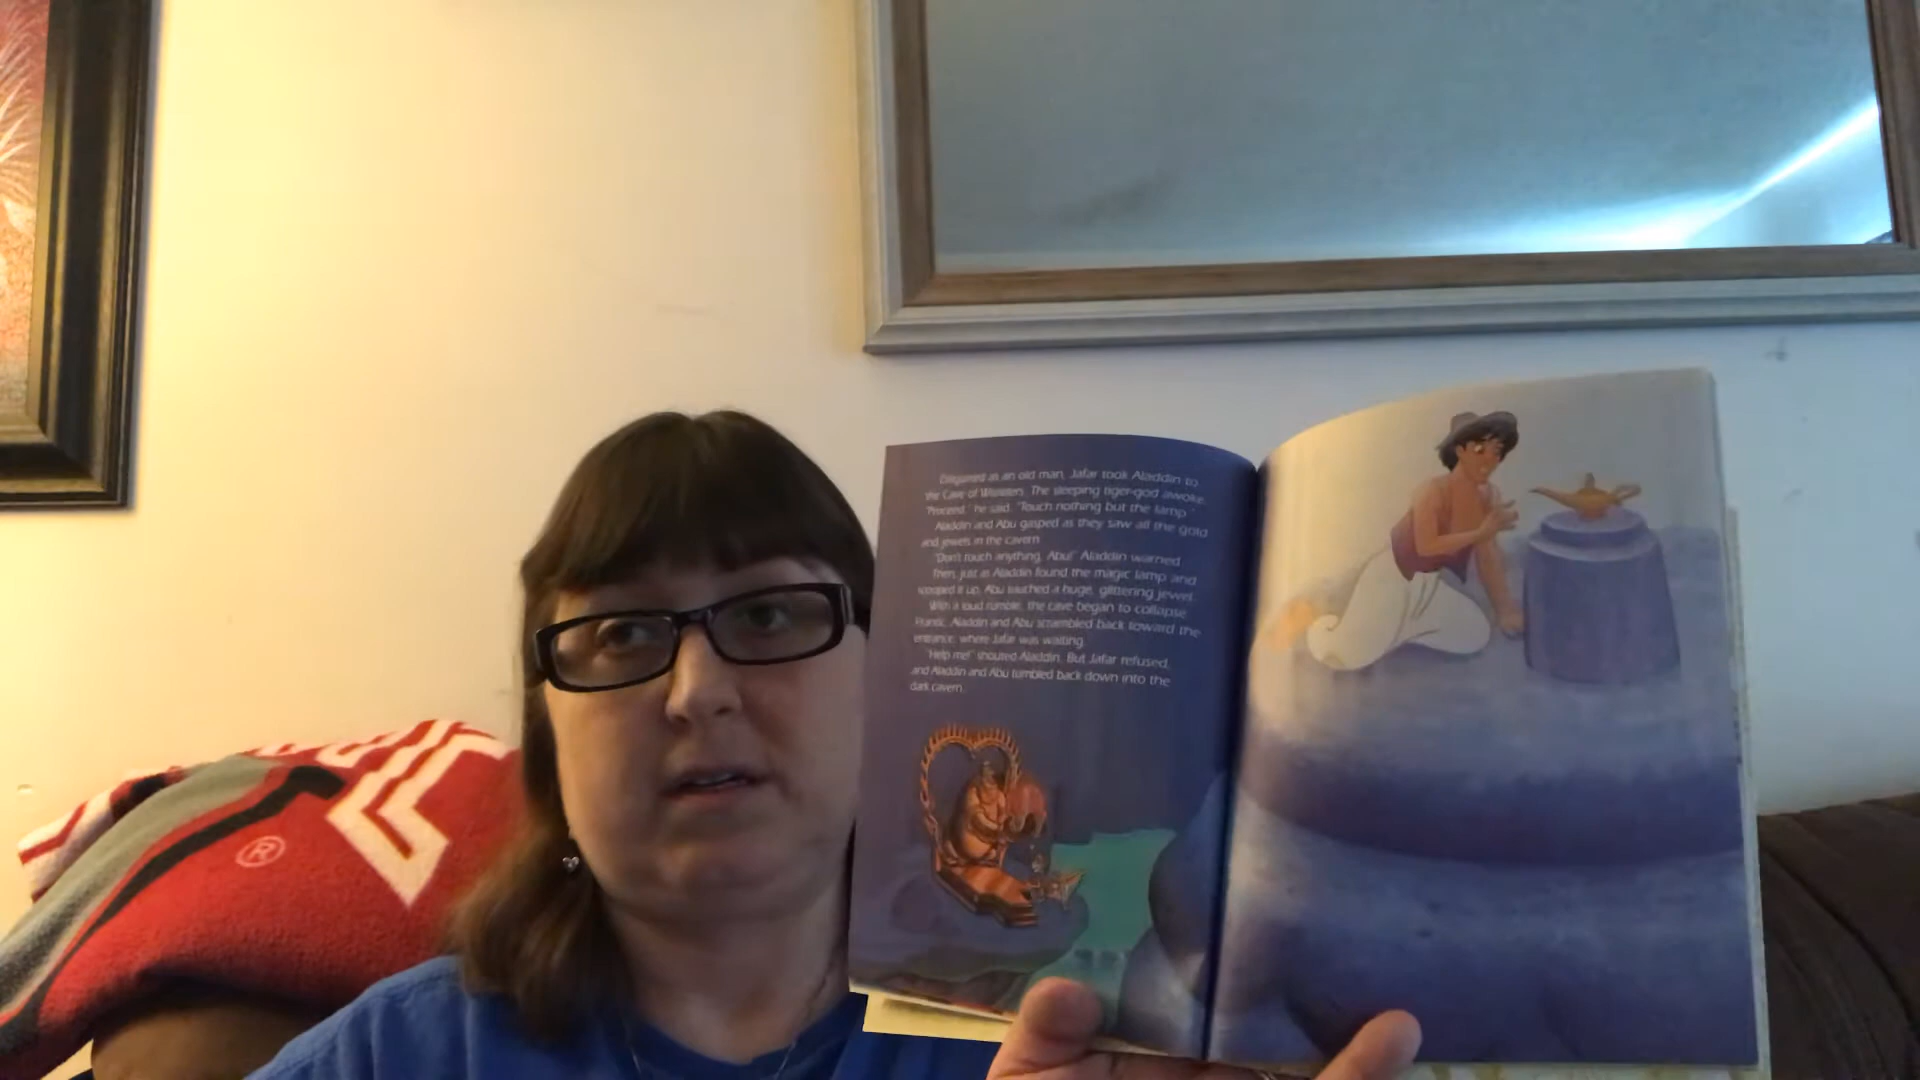 Disguised as an old man, Jafar took Aladdin to
the Cave of Wonders. The sleeping tiger-god awoke.
"Proceed," he said. "Touch nothing but the lamp."
Aladdin and Abu gasped as they saw all the gold
and jewels in the cavern.
"Don't touch anything, Abu!" Aladdin warned.
Then, just as Aladdin found the magic lamp and
scooped it up, Abu touched a huge, glittering jewel.
With a loud rumble, the cave began to collapse.
Frantic, Aladdin and Abu scrambled back toward the
entrance, where Jafar was waiting.
"Help me!" shouted Aladdin. But Jafar refused,
and Aladdin and Abu tumbled back down into the
dark cavern.
®